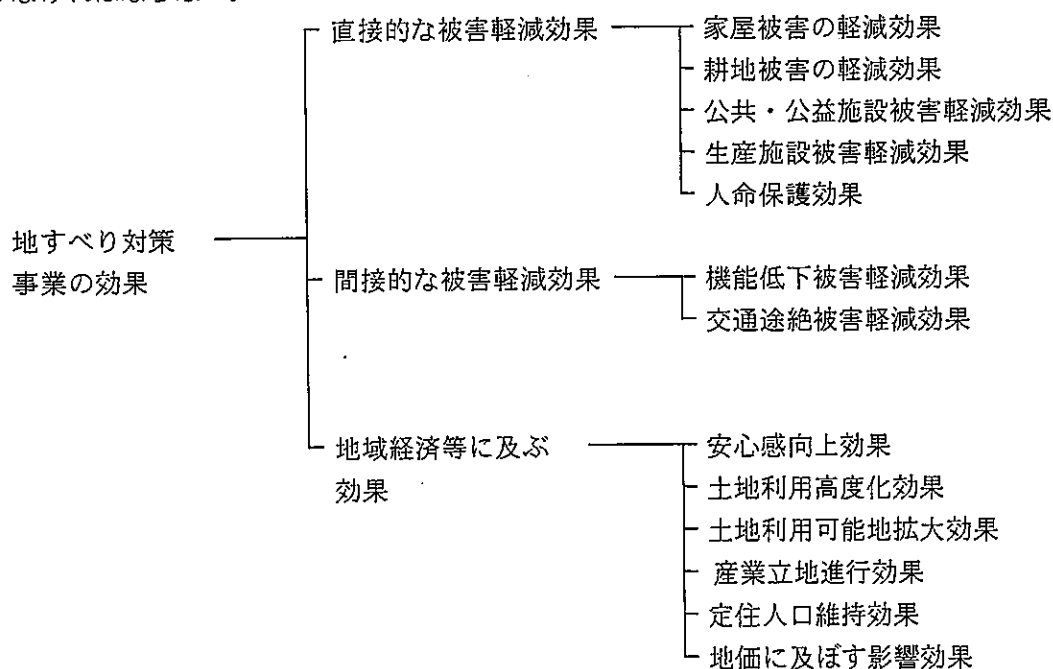 直接的な被害軽減効果
家屋被害の軽減効果
耕地被害の軽減効果
公共・公益施設被害軽減効果
生産施設被害軽減効果
人命保護効果
地すべり対策
事業の効果
間接的な被害軽減効果
機能低下被害軽減効果
交通途絶被害軽減効果
地域経済等に及ぶ
効果
安心感向上効果
土地利用高度化効果
土地利用可能地拡大効果
産業立地進行効果
定住人口維持効果
地価に及ぼす影響効果